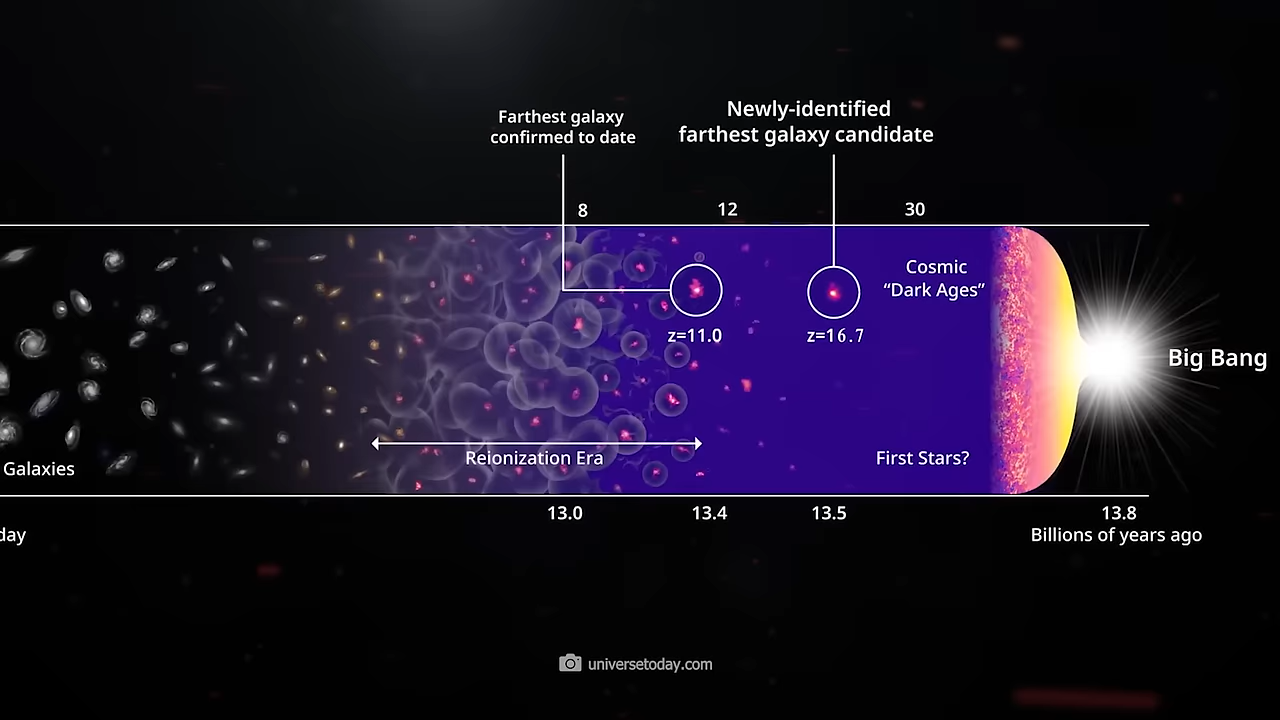 Farthest galaxy
confirmed to date
Newly-identified
farthest galaxy candidate
8
12
30
Cosmic
“Dark Ages”
z=11.0
z=16.7
Big Bang
Reionization Era
First Stars?
Galaxies
13.0
13.4
13.5
13.8
day
Billions of years ago
universetoday.com